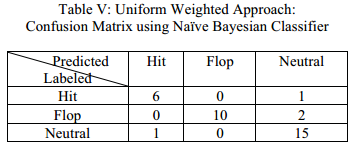 Table V: Uniform Weighted Approach:
Confusion Matrix using Naïve Bayesian Classifier
Predicted Hit Flop Neutral
Labeled
Hit 6 0 1
Flop 0 10 2
Neutral 1 0 15